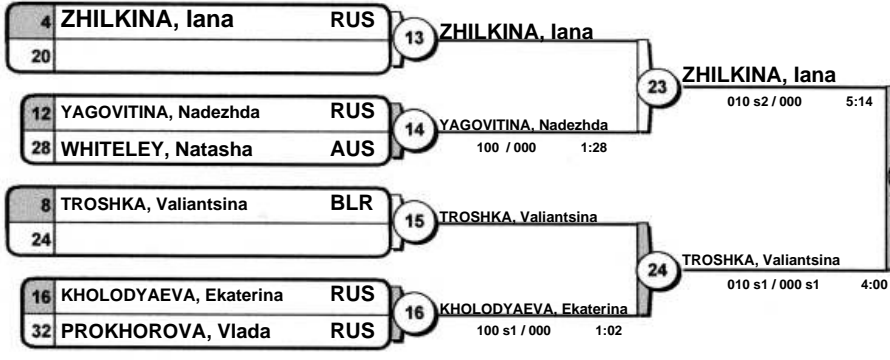 4 ZHILKINA, Iana RUS
20
13 ZHILKINA, Iana
12 YAGOVITINA, Nadezhda RUS
28 WHITELEY, Natasha AUS
14 YAGOVITINA, Nadezhda
100 / 000 1:28
23 ZHILKINA, Iana
010 s2 / 000 5:14
8 TROSHKA, Valiantsina BLR
24
15 TROSHKA, Valiantsina
16 KHOLODYAEVA, Ekaterina RUS
32 PROKHOROVA, Vlada RUS
16 KHOLODYAEVA, Ekaterina
100 s1 / 000 1:02
24 TROSHKA, Valiantsina
010 s1 / 000 s1 4:00